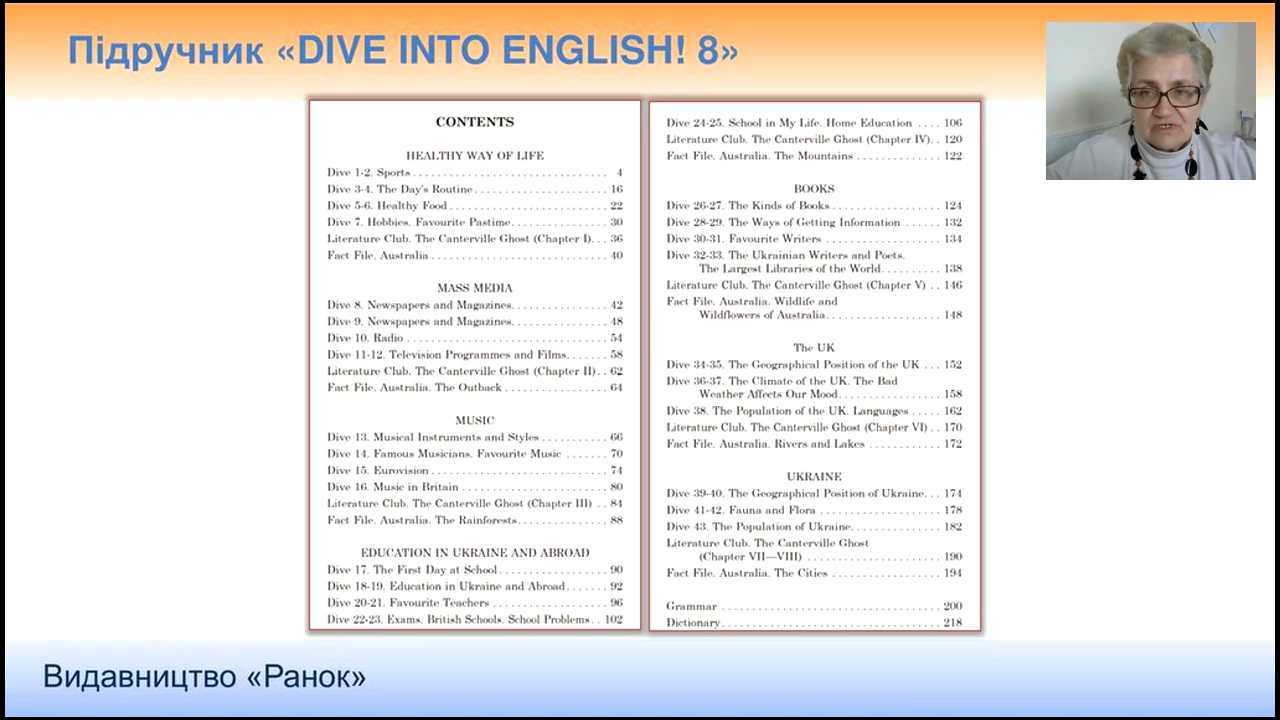 Підручник «DIVE INTO ENGLISH! 8»
CONTENTS
HEALTHY WAY OF LIFE
Dive 1-2. Sports . . . . . . . . . . . . . . . . . . . . . . . . . . . . . . 4
Dive 3-4. The Day's Routine . . . . . . . . . . . . . . . . . . . . 16
Dive 5-6. Healthy Food . . . . . . . . . . . . . . . . . . . . . . . . 22
Dive 7. Hobbies. Favourite Pastime. . . . . . . . . . . . . . . 30
Literature Club. The Canterville Ghost (Chapter I). . . 36
Fact File. Australia . . . . . . . . . . . . . . . . . . . . . . . . . . . 40
MASS MEDIA
Dive 8. Newspapers and Magazines. . . . . . . . . . . . . . . 42
Dive 9. Newspapers and Magazines. . . . . . . . . . . . . . . 48
Dive 10. Radio . . . . . . . . . . . . . . . . . . . . . . . . . . . . . . 54
Dive 11-12. Television Programmes and Films. . . . . . . 58
Literature Club. The Canterville Ghost (Chapter II). . 62
Fact File. Australia. The Outback . . . . . . . . . . . . . . . . 64
MUSIC
Dive 13. Musical Instruments and Styles . . . . . . . . . . 66
Dive 14. Famous Musicians. Favourite Music . . . . . . . 70
Dive 15. Eurovision . . . . . . . . . . . . . . . . . . . . . . . . . . . 74
Dive 16. Music in Britain . . . . . . . . . . . . . . . . . . . . . . 80
Literature Club. The Canterville Ghost (Chapter III) . . 84
Fact File. Australia. The Rainforests. . . . . . . . . . . . . . 88
EDUCATION IN UKRAINE AND ABROAD
Dive 17. The First Day at School . . . . . . . . . . . . . . . . . 90
Dive 18-19. Education in Ukraine and Abroad. . . . . . . 92
Dive 20-21. Favourite Teachers . . . . . . . . . . . . . . . . . . 96
Dive 22-23. Exams. British Schools. School Problems. . 102
Dive 24-25. School in My Life. Home Education . . . . 106
Literature Club. The Canterville Ghost (Chapter IV). . 120
Fact File. Australia. The Mountains . . . . . . . . . . . . . 122
BOOKS
Dive 26-27. The Kinds of Books . . . . . . . . . . . . . . . . . 124
Dive 28-29. The Ways of Getting Information . . . . . . 132
Dive 30-31. Favourite Writers . . . . . . . . . . . . . . . . . . 134
Dive 32-33. The Ukrainian Writers and Poets.
The Largest Libraries of the World. . . . . . . . . . 138
Literature Club. The Canterville Ghost (Chapter V) . . 146
Fact File. Australia. Wildlife and
Wildflowers of Australia. . . . . . . . . . . . . . . . . . 148
The UK
Dive 34-35. The Geographical Position of the UK . . . 152
Dive 36-37. The Climate of the UK. The Bad
Weather Affects Our Mood. . . . . . . . . . . . . . . . 158
Dive 38. The Population of the UK. Languages . . . . . 162
Literature Club. The Canterville Ghost (Chapter VI) . . 170
Fact File. Australia. Rivers and Lakes . . . . . . . . . . . 172
UKRAINE
Dive 39-40. The Geographical Position of Ukraine. . . 174
Dive 41-42. Fauna and Flora . . . . . . . . . . . . . . . . . . . 178
Dive 43. The Population of Ukraine. . . . . . . . . . . . . . 182
Literature Club. The Canterville Ghost
(Chapter VII—VIII) . . . . . . . . . . . . . . . . . . . . . 190
Fact File. Australia. The Cities . . . . . . . . . . . . . . . . . 194
Grammar . . . . . . . . . . . . . . . . . . . . . . . . . . . . . . . . . 200
Dictionary. . . . . . . . . . . . . . . . . . . . . . . . . . . . . . . . . 218
Видавництво «Ранок»